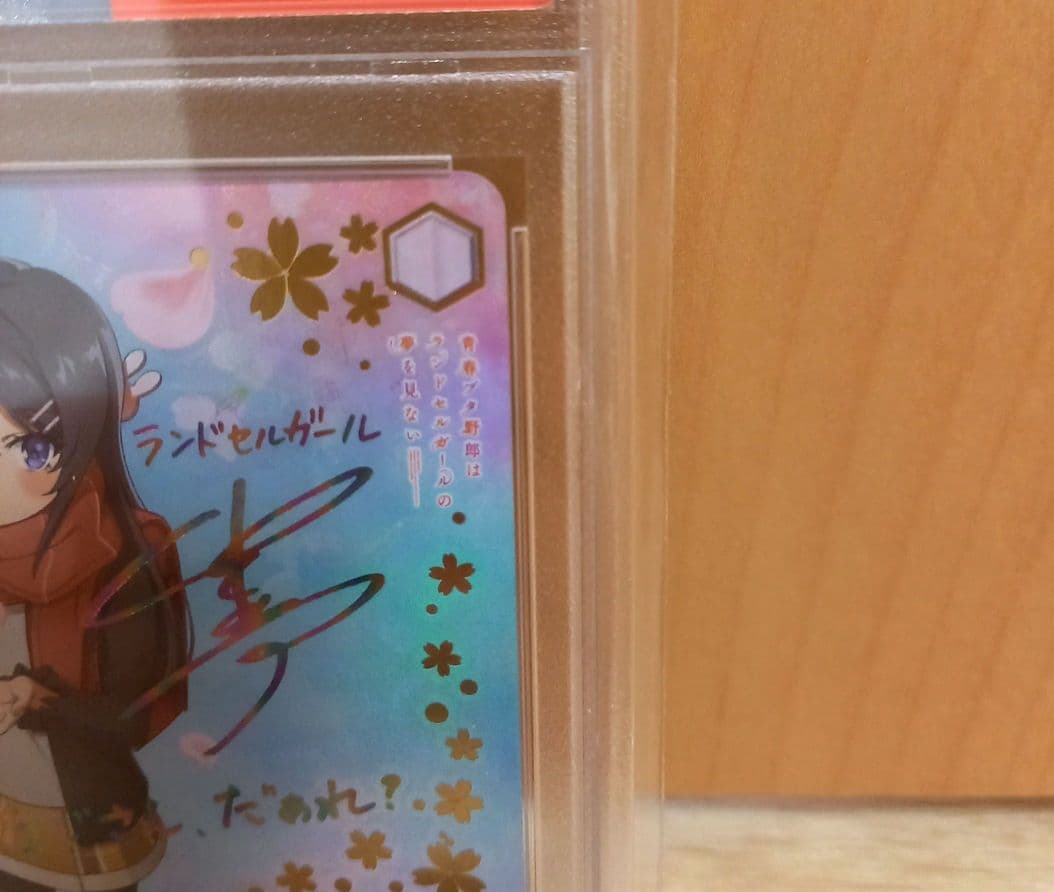 青春ブタ野郎は
ランドセルガールの
夢を見ない
ランドセルガール
、だぁれ?